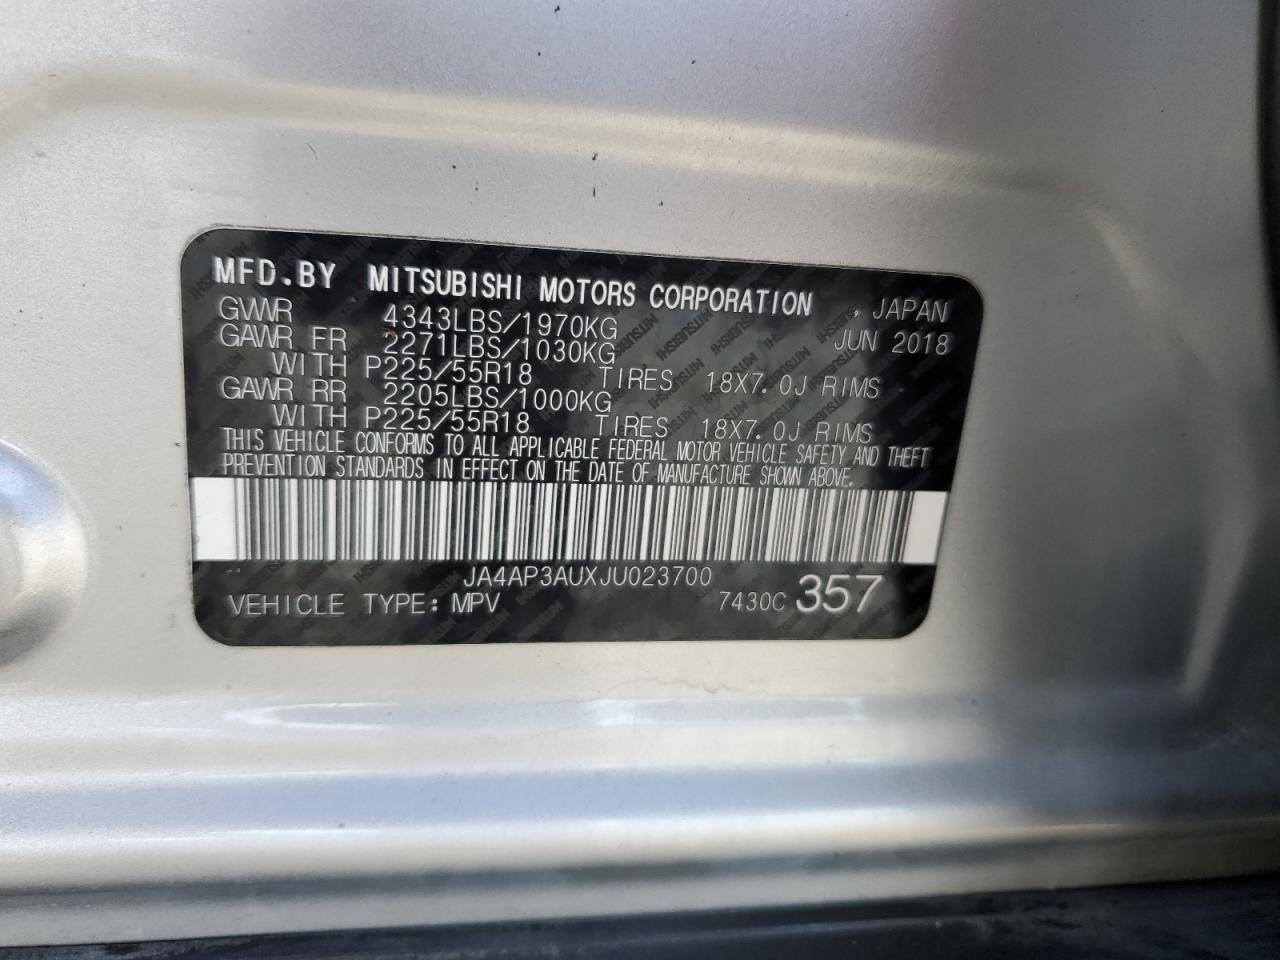 MFD.BY MITSUBISHI MOTORS CORPORATION, JAPAN
GVWR 4343LBS/1970KG JUN 2018
GAWR FR 2271LBS/1030KG
WITH P225/55R18 TIRES 18X7.0J RIMS
GAWR RR 2205LBS/1000KG
WITH P225/55R18 TIRES 18X7.0J RIMS
THIS VEHICLE CONFORMS TO ALL APPLICABLE FEDERAL MOTOR VEHICLE SAFETY AND THEFT
PREVENTION STANDARDS IN EFFECT ON THE DATE OF MANUFACTURE SHOWN ABOVE.
JA4AP3AUXJU023700
VEHICLE TYPE: MPV 7430C 357